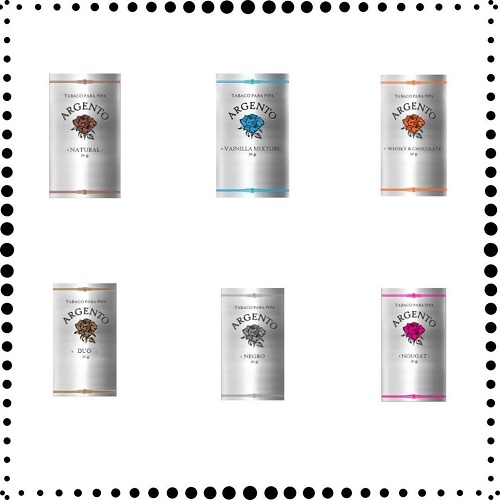 TABACO PARA PIPA
ARGENTO
• NATURAL •
TABACO PARA PIPA
ARGENTO
• VAINILLA MIXTURE •
TABACO PARA PIPA
ARGENTO
• WHISKY & CHOCOLATE •
TABACO PARA PIPA
ARGENTO
• DUO •
TABACO PARA PIPA
ARGENTO
• NEGRO •
TABACO PARA PIPA
ARGENTO
• NOUGAT •